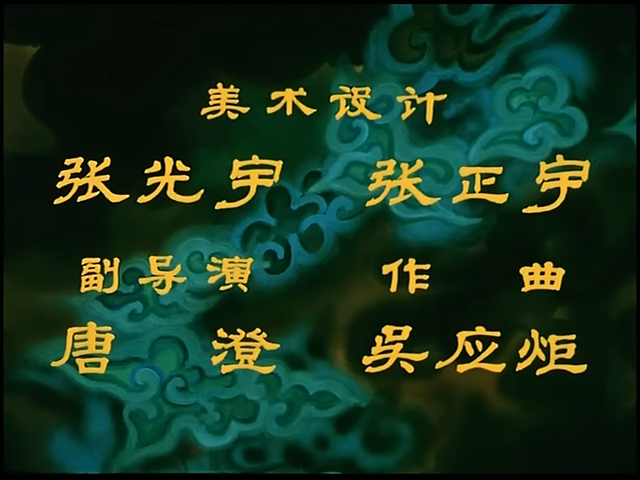 美术设计
张光宇 张正宇
副导演 作曲
唐澄 吴应炬